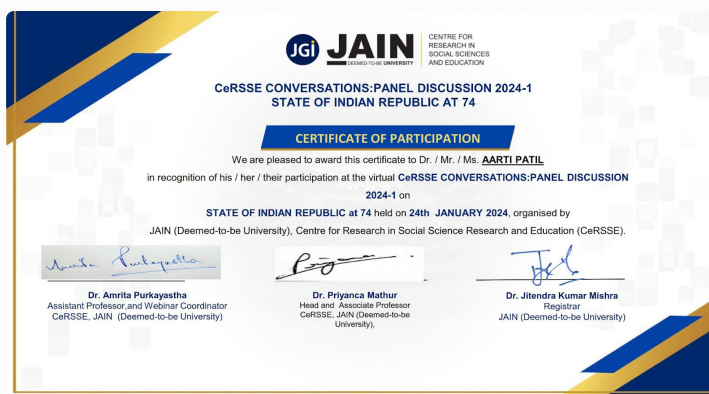 JGi JAIN
DEEMED-TO-BE UNIVERSITY
CENTRE FOR
RESEARCH IN
SOCIAL SCIENCES
AND EDUCATION
CeRSSE CONVERSATIONS:PANEL DISCUSSION 2024-1
STATE OF INDIAN REPUBLIC AT 74
CERTIFICATE OF PARTICIPATION
We are pleased to award this certificate to Dr. / Mr. / Ms. AARTI PATIL
in recognition of his / her / their participation at the virtual CeRSSE CONVERSATIONS:PANEL DISCUSSION
2024-1 on
STATE OF INDIAN REPUBLIC at 74 held on 24th JANUARY 2024, organised by
JAIN (Deemed-to-be University), Centre for Research in Social Science Research and Education (CeRSSE).
Amrita Purkayastha
Dr. Amrita Purkayastha
Assistant Professor,and Webinar Coordinator
CeRSSE, JAIN (Deemed-to-be University)
Dr. Priyanca Mathur
Head and Associate Professor
CeRSSE, JAIN (Deemed-to-be
University),
Dr. Jitendra Kumar Mishra
Registrar
JAIN (Deemed-to-be University)